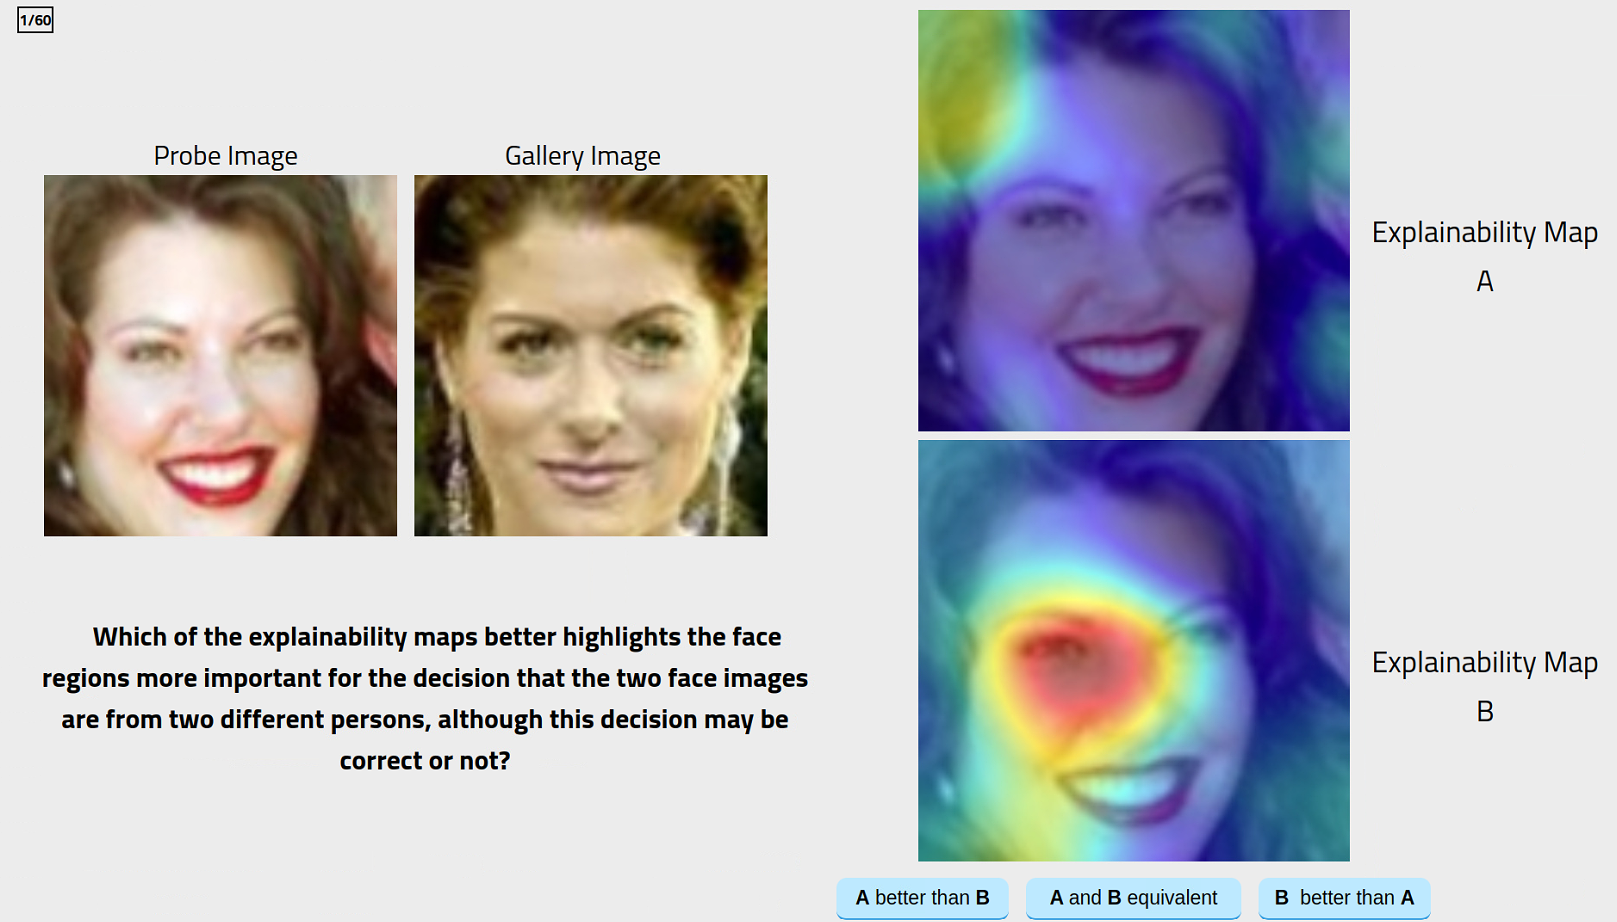 1/60
Probe Image
Gallery Image
Explainability Map
A
Which of the explainability maps better highlights the face
regions more important for the decision that the two face images
are from two different persons, although this decision may be
correct or not?
Explainability Map
B
A better than B
A and B equivalent
B better than A